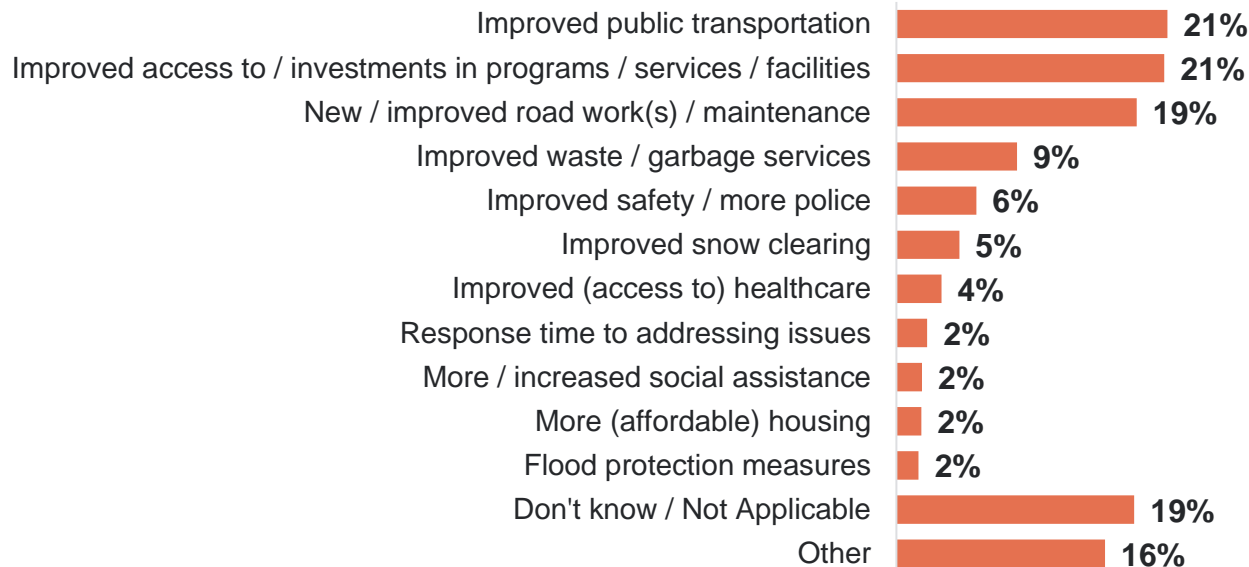 Improved public transportation 21%
Improved access to / investments in programs / services / facilities 21%
New / improved road work(s) / maintenance 19%
Improved waste / garbage services 9%
Improved safety / more police 6%
Improved snow clearing 5%
Improved (access to) healthcare 4%
Response time to addressing issues 2%
More / increased social assistance 2%
More (affordable) housing 2%
Flood protection measures 2%
Don't know / Not Applicable 19%
Other 16%